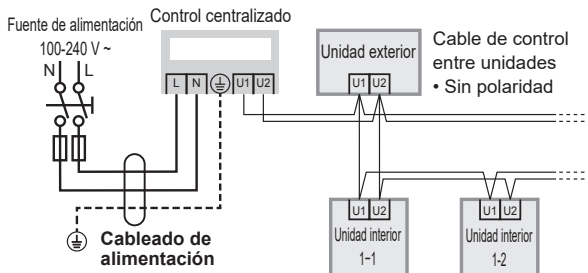 Fuente de alimentación
100-240 V ~
N L
Control centralizado
L N U1 U2
Unidad exterior
U1 U2
Cable de control
entre unidades
• Sin polaridad
Cableado de
alimentación
U1 U2
Unidad interior
1-1
U1 U2
Unidad interior
1-2